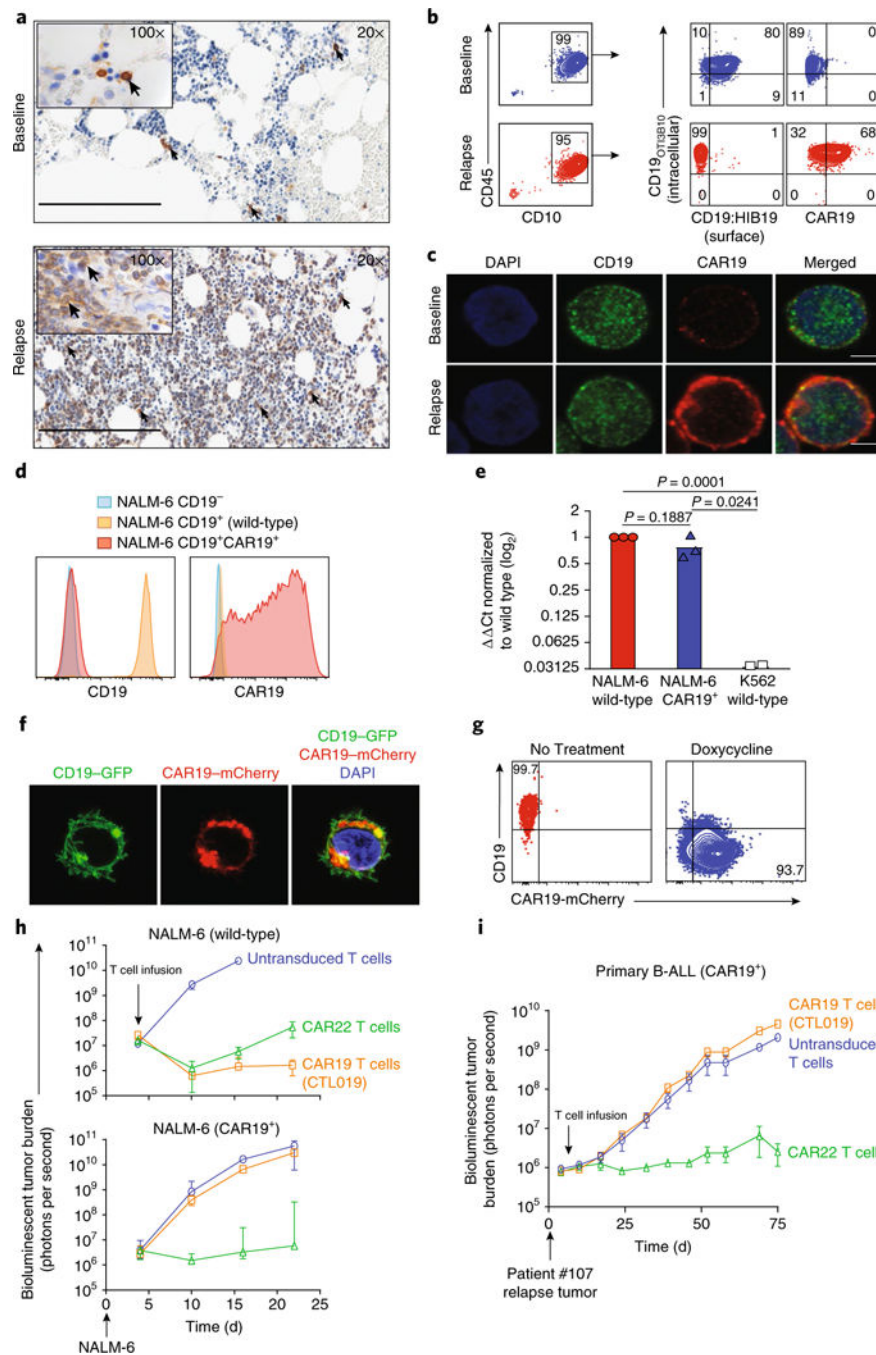 a
100×
20×
Baseline
100×
20×
Relapse
b
Baseline
99
10
80
1
9
89
0
11
0
Relapse
95
99
1
0
0
32
68
0
0
CD45
CD10
CD19OTI3B10
(intracellular)
CD19:HIB19
(surface)
CAR19
c
DAPI
CD19
CAR19
Merged
Baseline
Relapse
d
NALM-6 CD19⁻
NALM-6 CD19⁺ (wild-type)
NALM-6 CD19⁺CAR19⁺
CD19
CAR19
e
P = 0.0001
P = 0.0241
P = 0.1887
ΔΔCt normalized
to wild type (log₂)
2
1
0.5
0.25
0.125
0.0625
0.03125
NALM-6
wild-type
NALM-6
CAR19⁺
K562
wild-type
f
CD19–GFP
CAR19–mCherry
CD19–GFP
CAR19–mCherry
DAPI
g
No Treatment
Doxycycline
99.7
93.7
CD19
CAR19-mCherry
h
NALM-6 (wild-type)
T cell infusion
Untransduced T cells
CAR22 T cells
CAR19 T cells
(CTL019)
10¹¹
10¹⁰
10⁹
10⁸
10⁷
10⁶
10⁵
Bioluminescent tumor burden
(photons per second)
NALM-6 (CAR19⁺)
10¹¹
10¹⁰
10⁹
10⁸
10⁷
10⁶
10⁵
0
5
10
15
20
25
Time (d)
NALM-6
i
Primary B-ALL (CAR19⁺)
Bioluminescent tumor
burden (photons per second)
10¹⁰
10⁹
10⁸
10⁷
10⁶
10⁵
T cell infusion
CAR19 T cel
(CTL019)
Untransduce
T cells
CAR22 T cell
0
25
50
75
Time (d)
Patient #107
relapse tumor